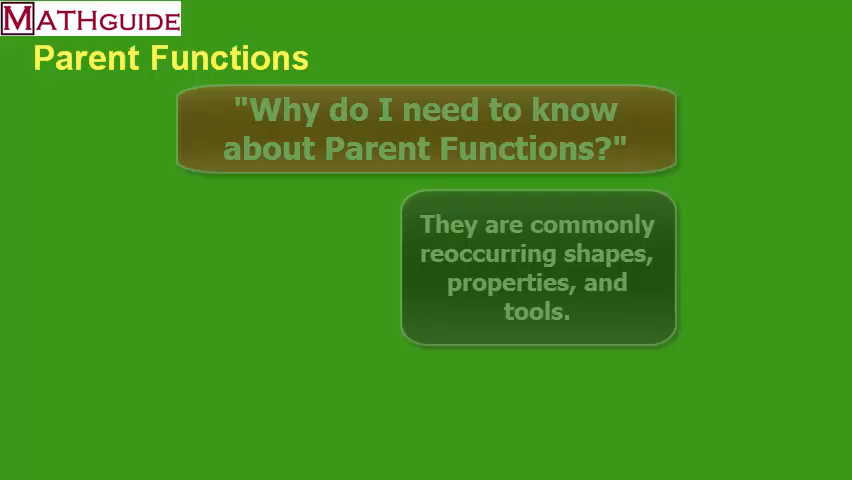 MATHGUIDE
Parent Functions
"Why do I need to know
about Parent Functions?"
They are commonly
reoccurring shapes,
properties, and
tools.